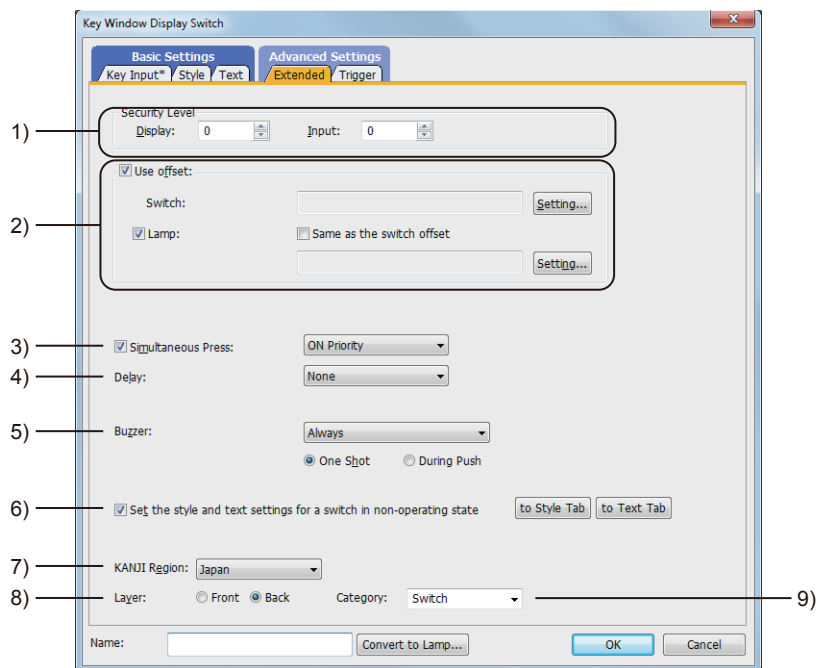 Key Window Display Switch
x
Basic Settings Advanced Settings
Key Input* Style Text Extended Trigger
Security Level
1) Display: 0 Input: 0
Use offset:
Switch: Setting...
2) Lamp: Same as the switch offset
Setting...
3) Simultaneous Press: ON Priority
4) Delay: None
5) Buzzer: Always
One Shot During Push
6) Set the style and text settings for a switch in non-operating state to Style Tab to Text Tab
7) KANJI Region: Japan
8) Layer: Front Back Category: Switch 9)
Name: Convert to Lamp... OK Cancel